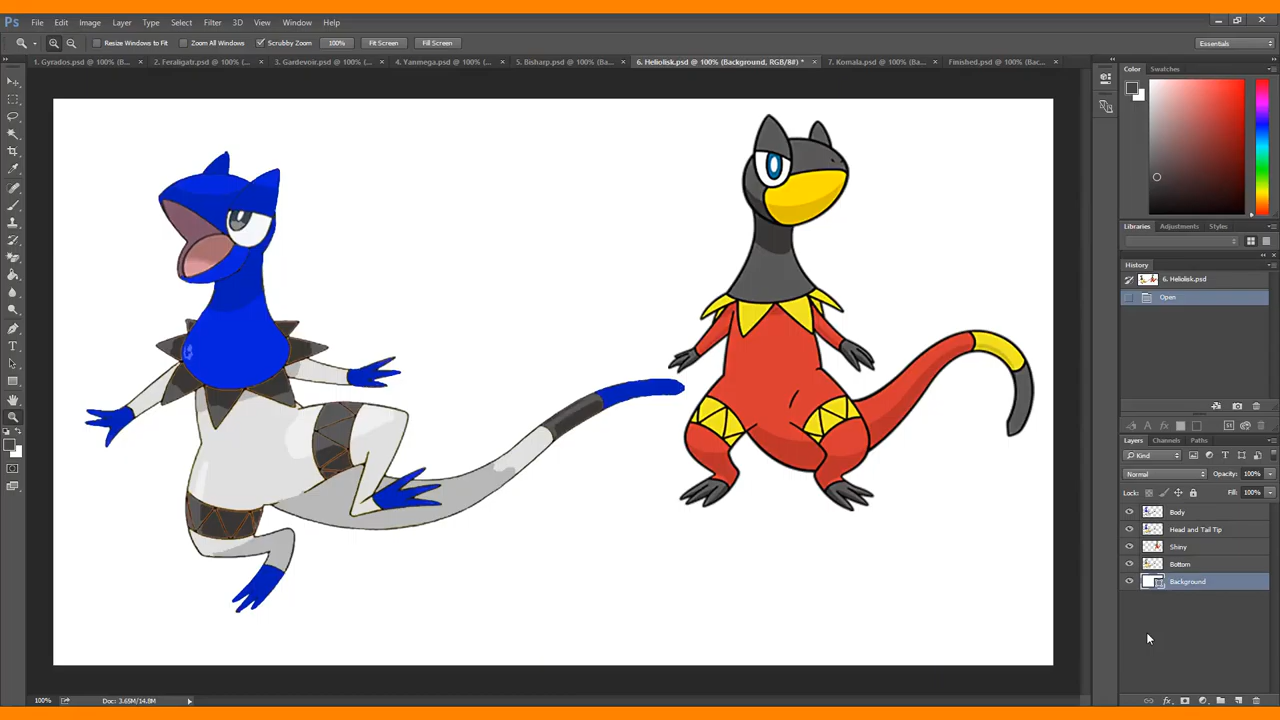 Ps File Edit Image Layer Type Select Filter 3D View Window Help
Resize Windows to Fit Zoom All Windows Scrubby Zoom 100% Fit Screen Fill Screen Essentials
1. Gyrados.psd @ 100% (B... × 2. Feraligatr.psd @ 100% (... × 3. Gardevoir.psd @ 100% (... × 4. Yanmega.psd @ 100% (... × 5. Bisharp.psd @ 100% (Ba... × 6. Heliolisk.psd @ 100% (Background, RGB/8#) * × 7. Komala.psd @ 100% (Ba... × Finished.psd @ 100% (Bac... ×
Color Swatches
Libraries Adjustments Styles
History
6. Heliolisk.psd
Open
Layers Channels Paths
Kind
Normal Opacity: 100%
Lock: Fill: 100%
Body
Head and Tail Tip
Shiny
Bottom
Background
100% Doc: 3.65M/14.8M